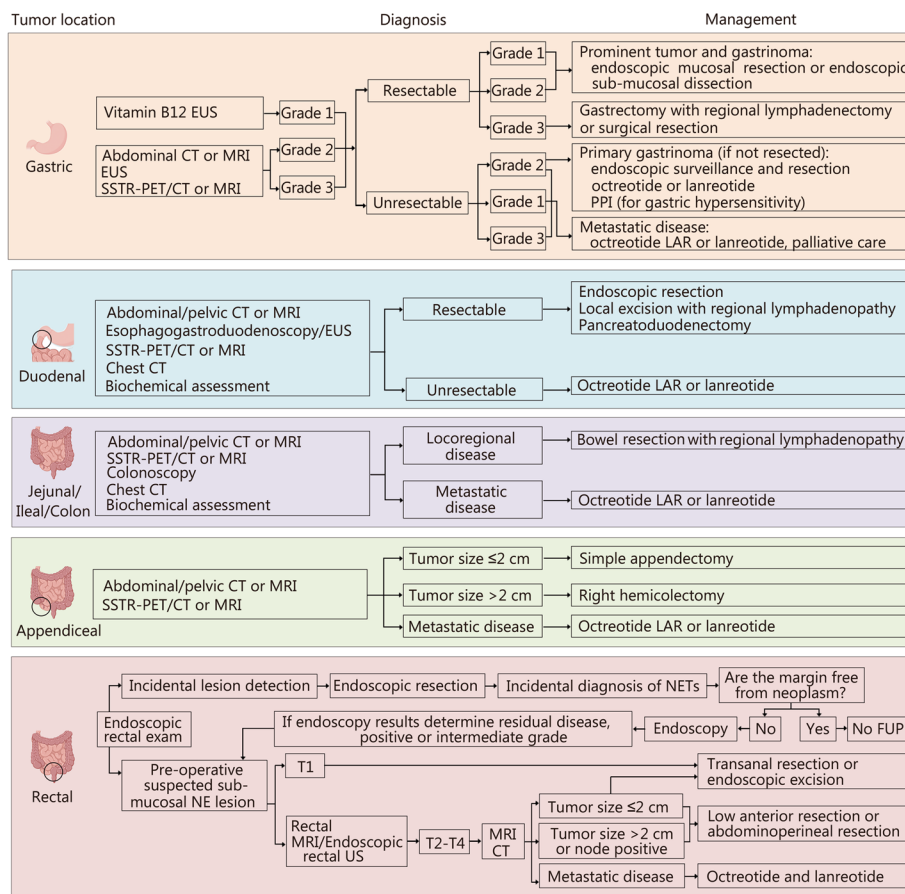 Tumor location
Diagnosis
Management
Gastric
Vitamin B12 EUS
Abdominal CT or MRI
EUS
SSTR-PET/CT or MRI
Grade 1
Grade 2
Grade 3
Resectable
Unresectable
Grade 1
Grade 2
Grade 3
Grade 2
Grade 1
Grade 3
Prominent tumor and gastrinoma:
endoscopic mucosal resection or endoscopic
sub-mucosal dissection
Gastrectomy with regional lymphadenectomy
or surgical resection
Primary gastrinoma (if not resected):
endoscopic surveillance and resection
octreotide or lanreotide
PPI (for gastric hypersensitivity)
Metastatic disease:
octreotide LAR or lanreotide, palliative care
Duodenal
Abdominal/pelvic CT or MRI
Esophagogastroduodenoscopy/EUS
SSTR-PET/CT or MRI
Chest CT
Biochemical assessment
Resectable
Unresectable
Endoscopic resection
Local excision with regional lymphadenopathy
Pancreatoduodenectomy
Octreotide LAR or lanreotide
Jejunal/
Ileal/Colon
Abdominal/pelvic CT or MRI
SSTR-PET/CT or MRI
Colonoscopy
Chest CT
Biochemical assessment
Locoregional
disease
Metastatic
disease
Bowel resection with regional lymphadenopathy
Octreotide LAR or lanreotide
Appendiceal
Abdominal/pelvic CT or MRI
SSTR-PET/CT or MRI
Tumor size ≤2 cm
Tumor size >2 cm
Metastatic disease
Simple appendectomy
Right hemicolectomy
Octreotide LAR or lanreotide
Rectal
Endoscopic
rectal exam
Incidental lesion detection
Endoscopic resection
Incidental diagnosis of NETs
Are the margin free
from neoplasm?
No
Yes
No FUP
Endoscopy
If endoscopy results determine residual disease,
positive or intermediate grade
Pre-operative
suspected sub-
mucosal NE lesion
T1
Transanal resection or
endoscopic excision
Rectal
MRI/Endoscopic
rectal US
T2-T4
MRI
CT
Tumor size ≤2 cm
Tumor size >2 cm
or node positive
Metastatic disease
Low anterior resection or
abdominoperineal resection
Octreotide and lanreotide